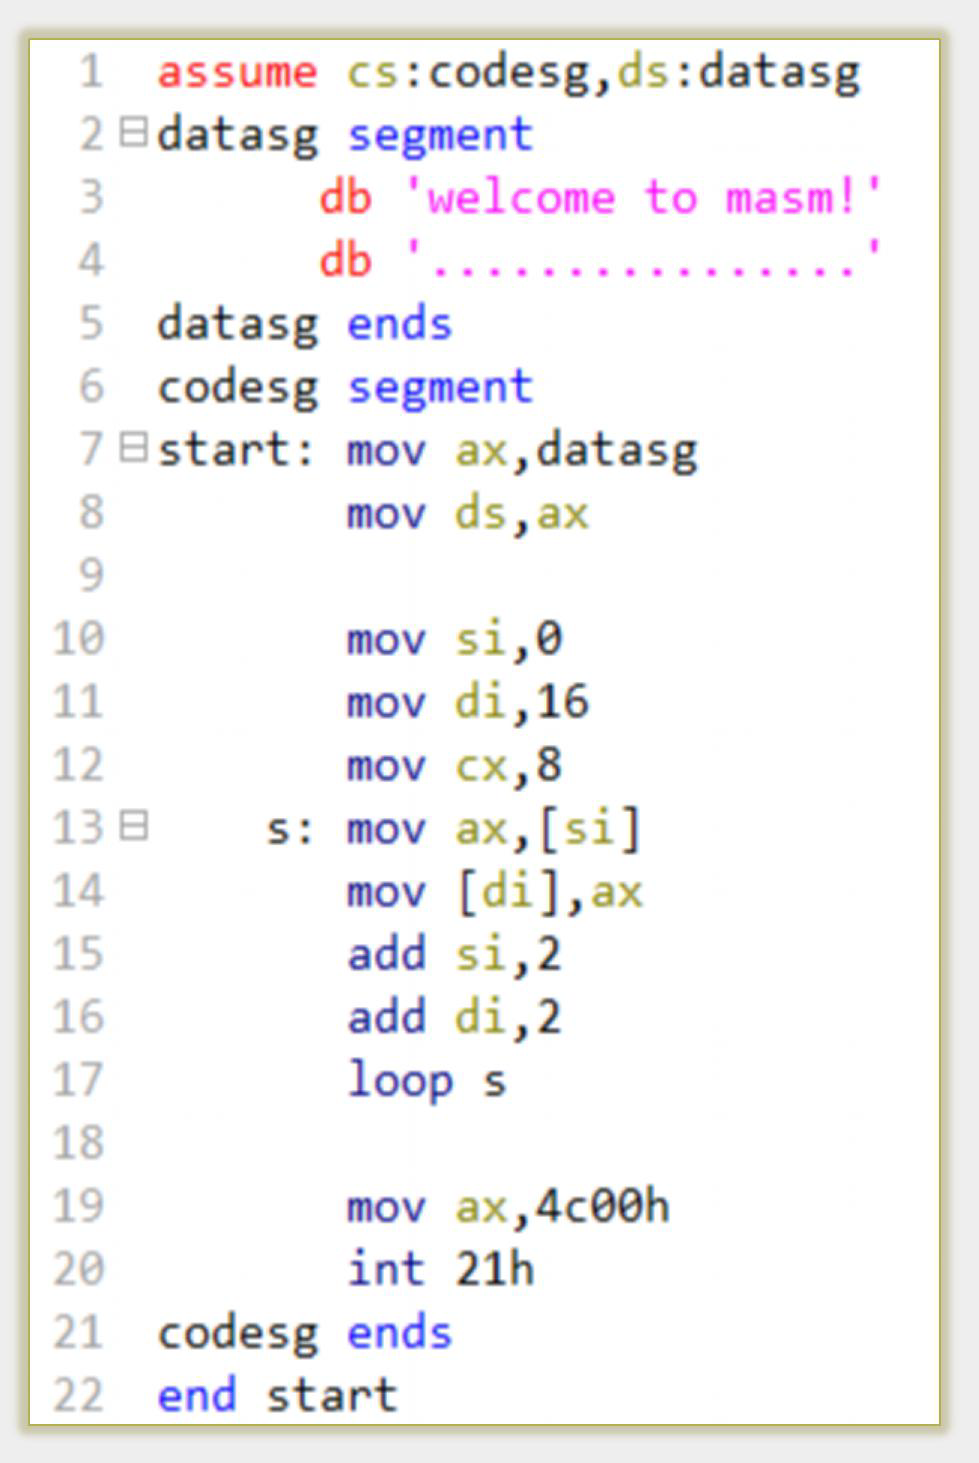 1 assume cs:codesg,ds:datasg
2 datasg segment
3 db 'welcome to masm!'
4 db '................'
5 datasg ends
6 codesg segment
7 start: mov ax,datasg
8 mov ds,ax
9
10 mov si,0
11 mov di,16
12 mov cx,8
13 s: mov ax,[si]
14 mov [di],ax
15 add si,2
16 add di,2
17 loop s
18
19 mov ax,4c00h
20 int 21h
21 codesg ends
22 end start